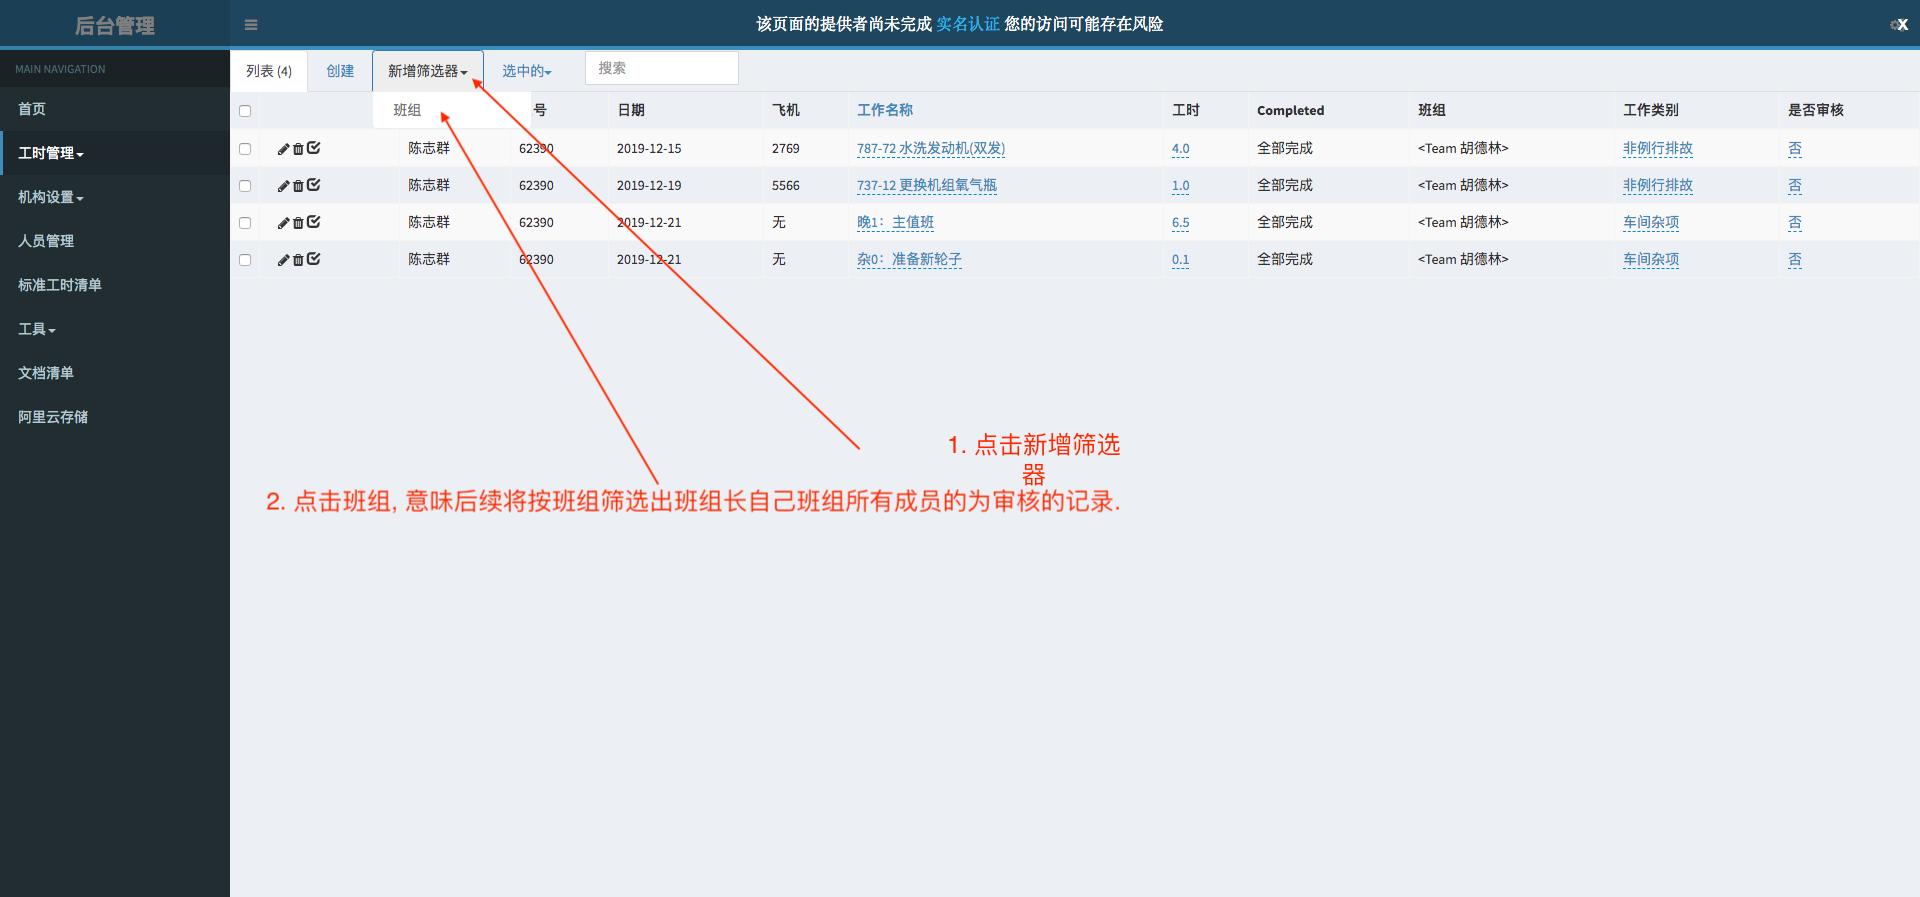 后台管理
该页面的提供者尚未完成 实名认证 您的访问可能存在风险
X
MAIN NAVIGATION
首页
工时管理
机构设置
人员管理
标准工时清单
工具
文档清单
阿里云存储
列表 (4) 创建 新增筛选器 选中的 搜索
班组
号 日期 飞机 工作名称 工时 Completed 班组 工作类别 是否审核
陈志群 62390 2019-12-15 2769 787-72 水洗发动机(双发) 4.0 全部完成 <Team 胡德林> 非例行排故 否
陈志群 62390 2019-12-19 5566 737-12 更换机组氧气瓶 1.0 全部完成 <Team 胡德林> 非例行排故 否
陈志群 62390 2019-12-21 无 晚1：主值班 6.5 全部完成 <Team 胡德林> 车间杂项 否
陈志群 62390 2019-12-21 无 杂0：准备新轮子 0.1 全部完成 <Team 胡德林> 车间杂项 否
1. 点击新增筛选
器
2. 点击班组, 意味后续将按班组筛选出班组长自己班组所有成员的为审核的记录.